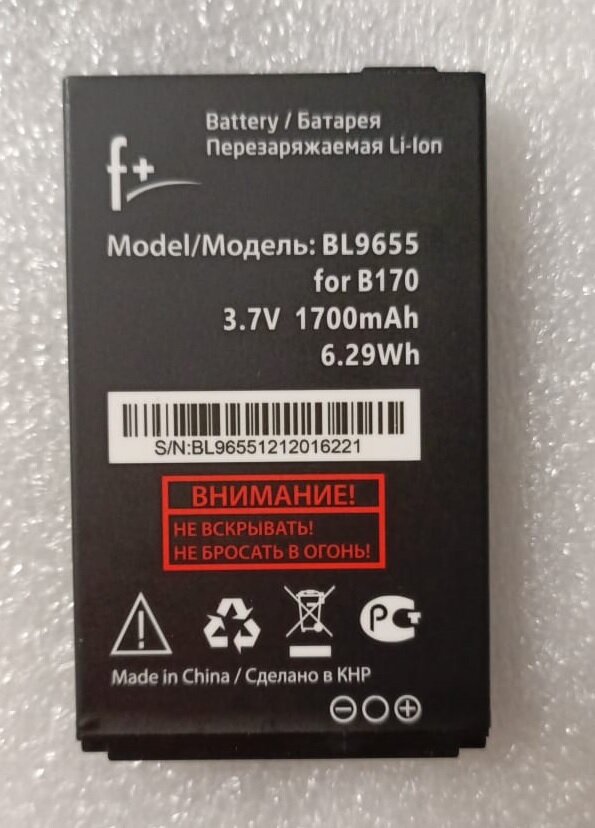 f+
Battery / Батарея
Перезаряжаемая Li-Ion
Model/Модель: BL9655
for B170
3.7V 1700mAh
6.29Wh
S/N:BL96551212016221
ВНИМАНИЕ!
НЕ ВСКРЫВАТЬ!
НЕ БРОСАТЬ В ОГОНЬ!
Made in China / Сделано в КНР